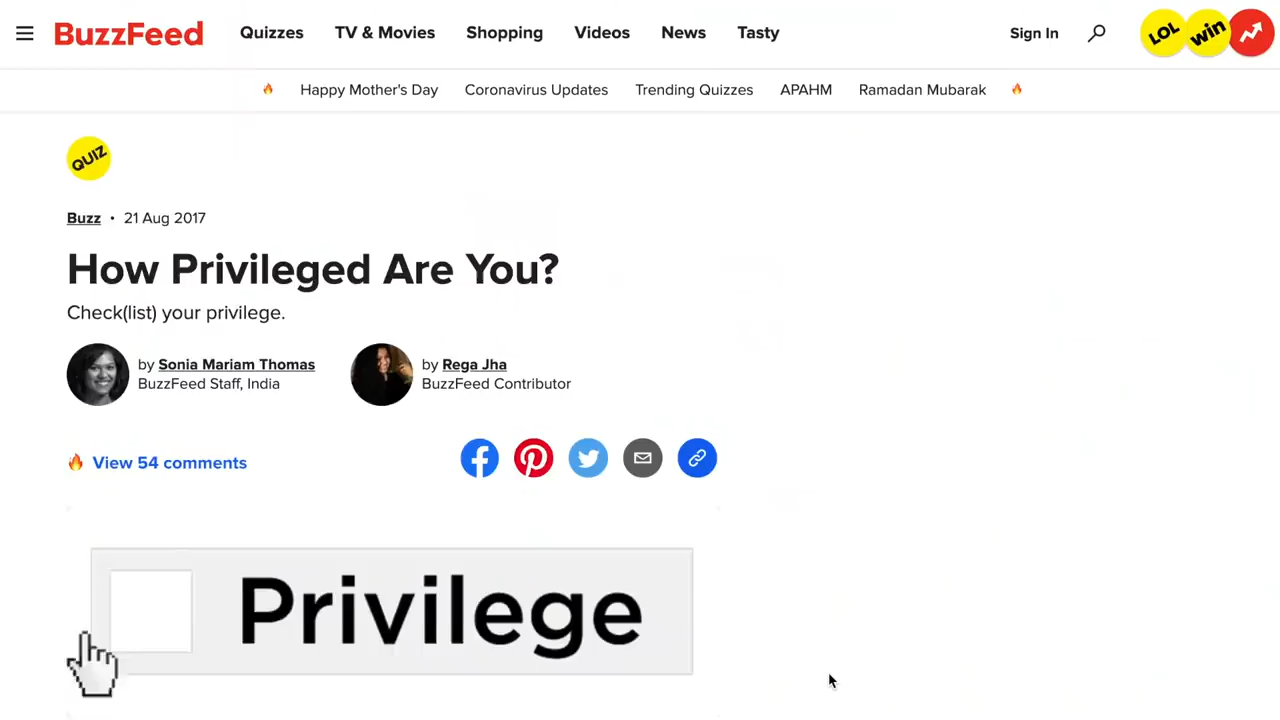 BuzzFeed Quizzes TV & Movies Shopping Videos News Tasty Sign In LOL win
Happy Mother's Day Coronavirus Updates Trending Quizzes APAHM Ramadan Mubarak
QUIZ
Buzz • 21 Aug 2017
How Privileged Are You?
Check(list) your privilege.
by Sonia Mariam Thomas
BuzzFeed Staff, India
by Rega Jha
BuzzFeed Contributor
View 54 comments
Privilege